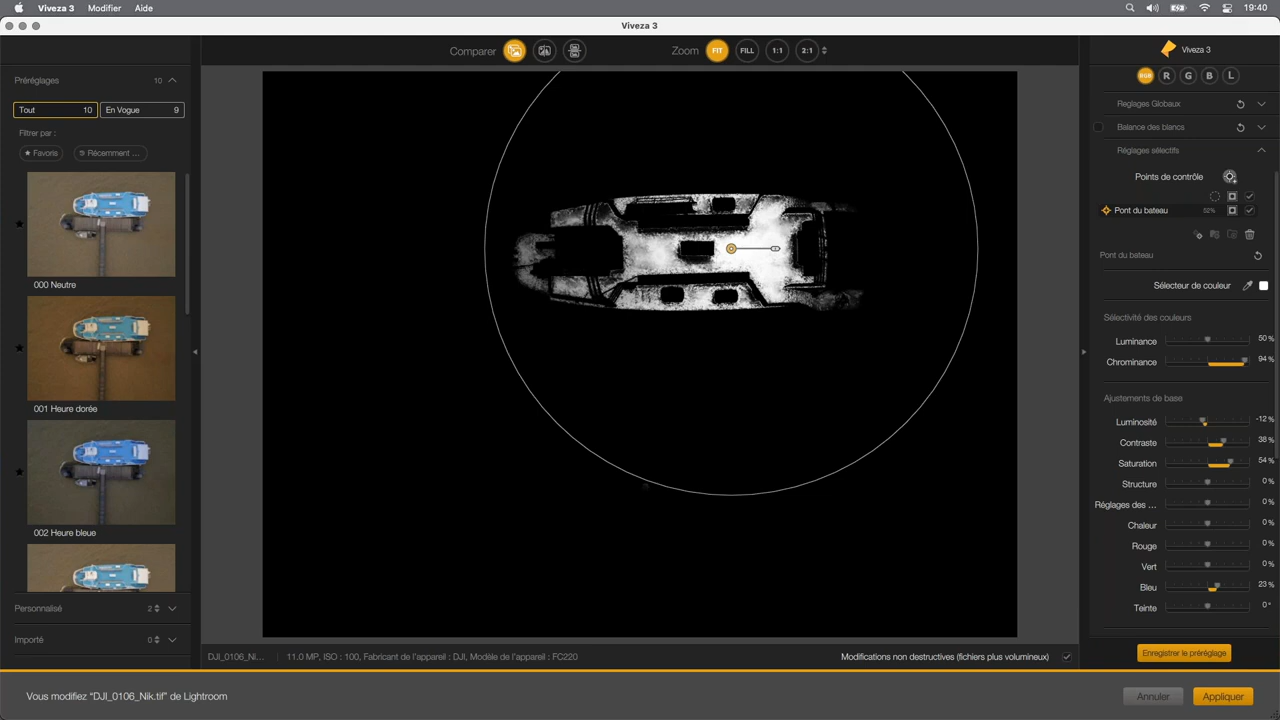 Viveza 3 Modifier Aide 19:40
Viveza 3
Comparer Zoom FIT FILL 1:1 2:1
Viveza 3
RGB R G B L
Préréglages 10
Tout 10 En Vogue 9
Filtrer par :
Favoris Récemment ...
000 Neutre
001 Heure dorée
002 Heure bleue
Personnalisé 2
Importé 0
Reglages Globaux
Balance des blancs
Réglages sélectifs
Points de contrôle
Pont du bateau 52%
Pont du bateau
Sélecteur de couleur
Sélectivité des couleurs
Luminance 50 %
Chrominance 94 %
Ajustements de base
Luminosité -12 %
Contraste 38 %
Saturation 54 %
Structure 0 %
Réglages des ... 0 %
Chaleur 0 %
Rouge 0 %
Vert 0 %
Bleu 23 %
Teinte 0°
Enregistrer le préréglage
DJI_0106_Ni... 11.0 MP, ISO : 100, Fabricant de l'appareil : DJI, Modèle de l'appareil : FC220
Modifications non destructives (fichiers plus volumineux)
Vous modifiez “DJI_0106_Nik.tif” de Lightroom
Annuler Appliquer